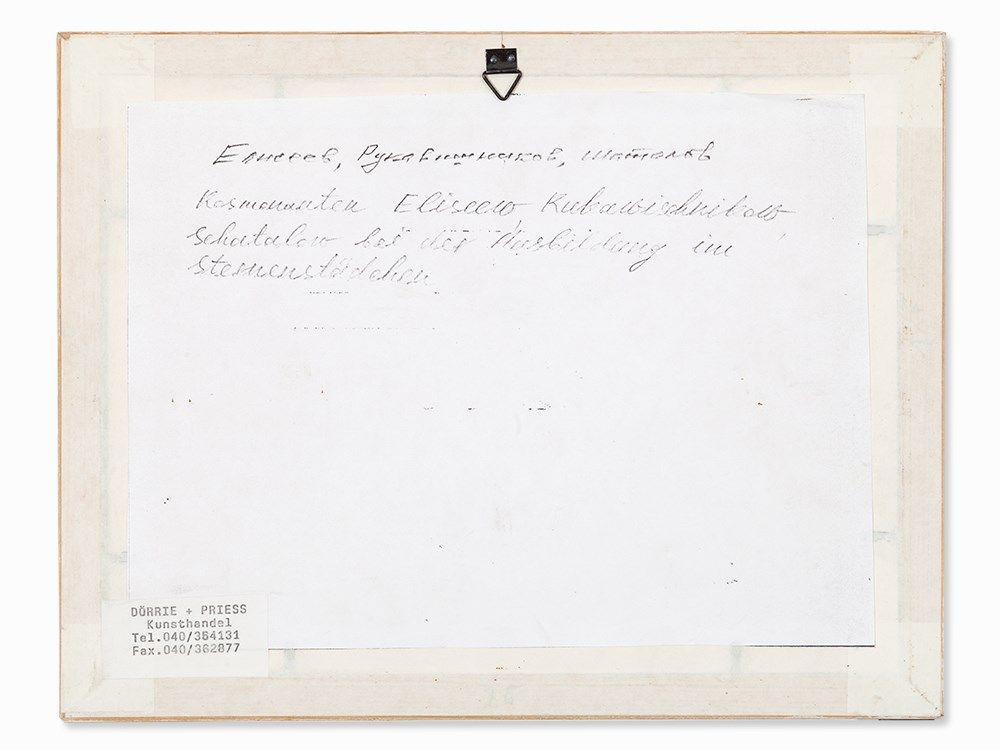 Елисеев, Рукавишников, Шаталов
Kosmonauten Eliseew, Rukawischnikow,
Schatalow bei der Ausbildung im
Sternenstädchen
DÖRRIE + PRIESS
Kunsthandel
Tel.040/364131
Fax.040/362877